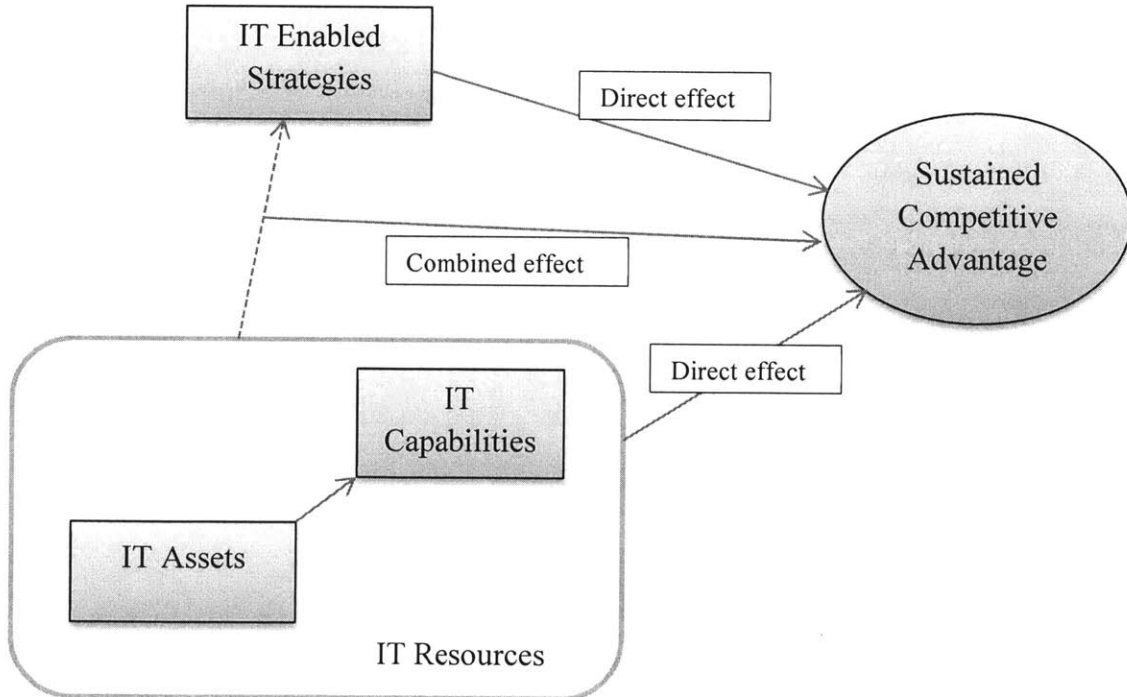 IT Enabled
Strategies
Direct effect
Sustained
Competitive
Advantage
Combined effect
Direct effect
IT
Capabilities
IT Assets
IT Resources